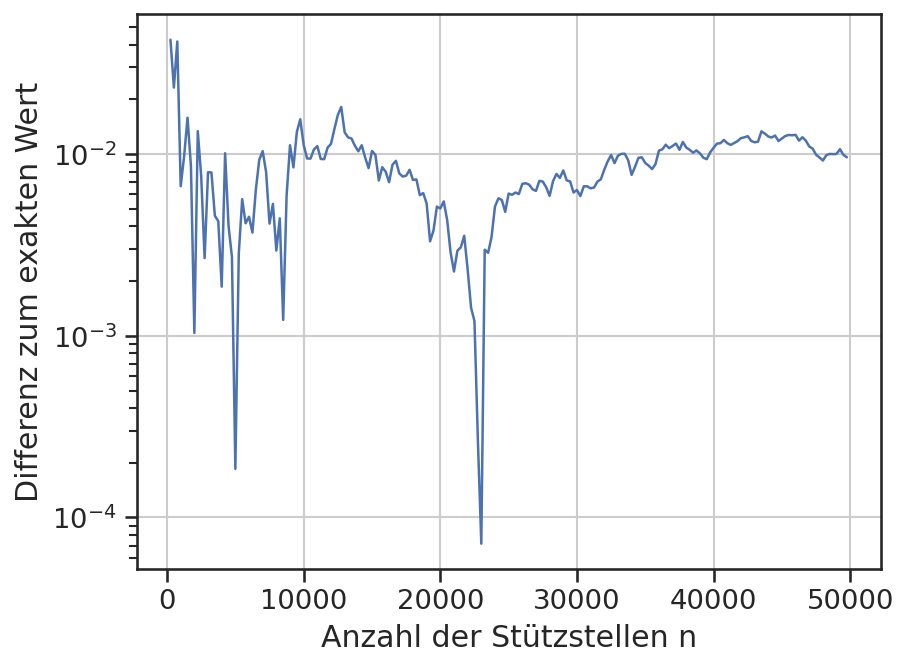 Differenz zum exakten Wert
10⁻²
10⁻³
10⁻⁴
0 10000 20000 30000 40000 50000
Anzahl der Stützstellen n